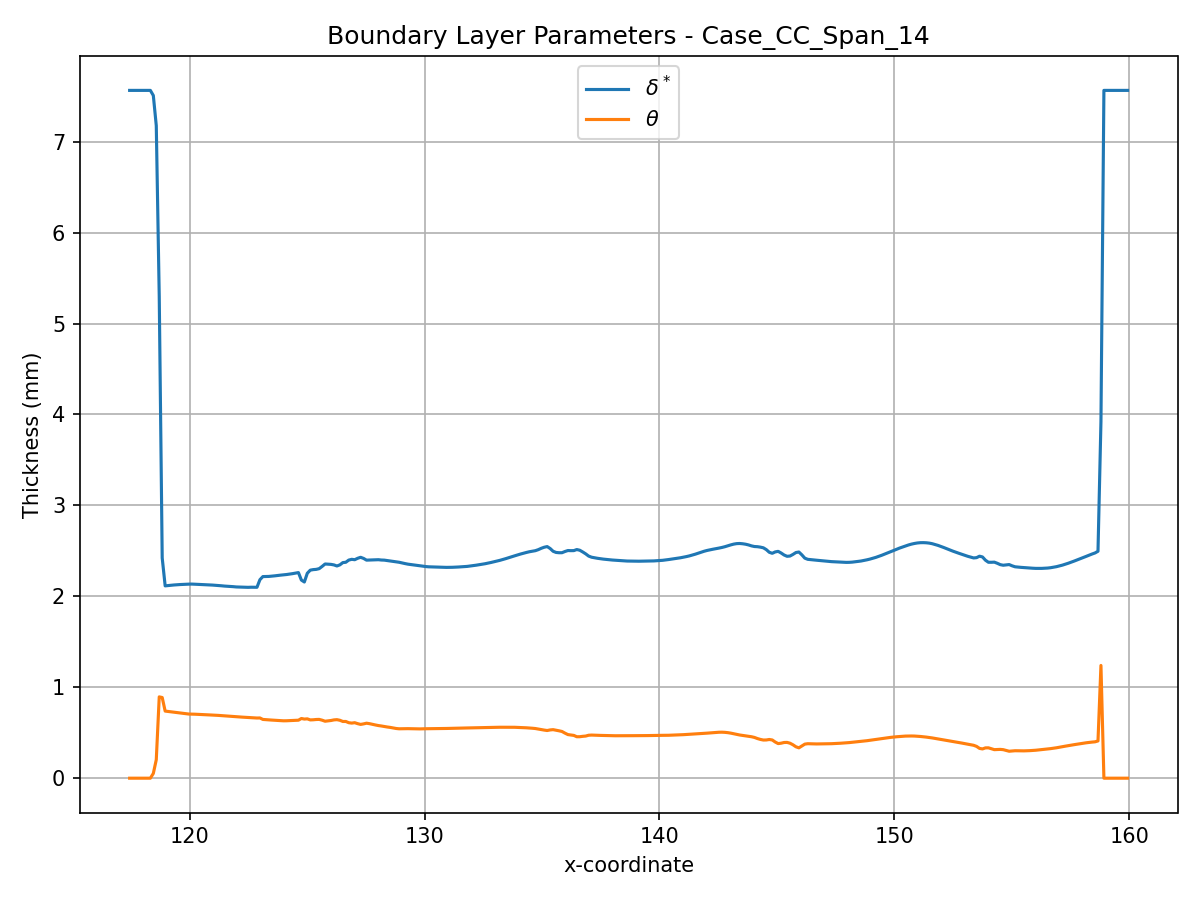 Boundary Layer Parameters - Case_CC_Span_14
δ*
θ
7
6
5
4
3
2
1
0
Thickness (mm)
120 130 140 150 160
x-coordinate